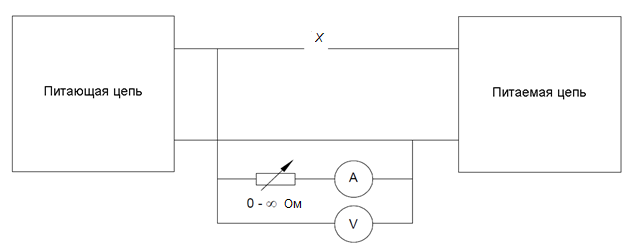 X
Питающая цепь
Питаемая цепь
A
0 - ∞ Ом
V